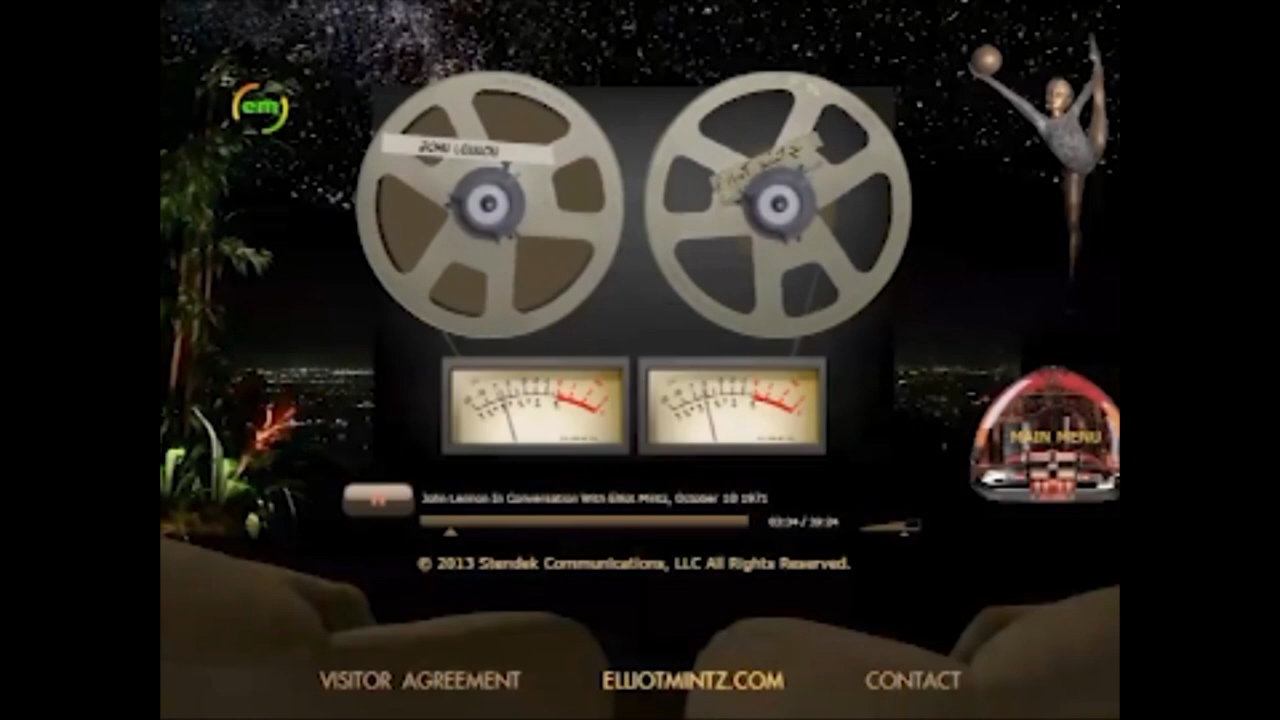 em
JOHN LENNON
MAIN MENU
John Lennon In Conversation With Elliot Mintz, October 10 1971
© 2013 Stendek Communications, LLC All Rights Reserved.
VISITOR AGREEMENT ELLIOTMINTZ.COM CONTACT